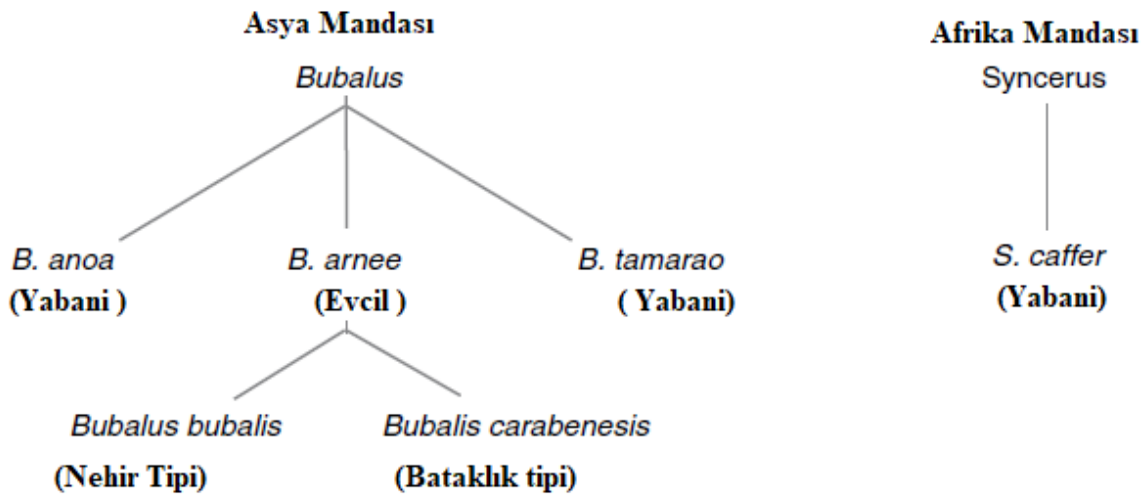 Asya Mandası
Bubalus
B. anoa
(Yabani )
B. arnee
(Evcil )
B. tamarao
( Yabani)
Bubalus bubalis
(Nehir Tipi)
Bubalis carabenesis
(Bataklık tipi)
Afrika Mandası
Syncerus
S. caffer
(Yabani)